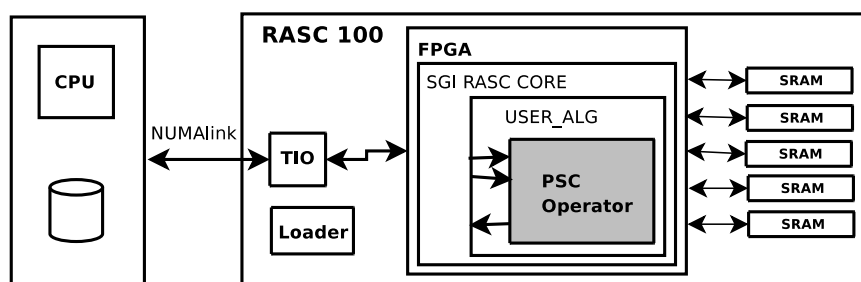 CPU
NUMAlink
RASC 100
TIO
Loader
FPGA
SGI RASC CORE
USER_ALG
PSC
Operator
SRAM
SRAM
SRAM
SRAM
SRAM